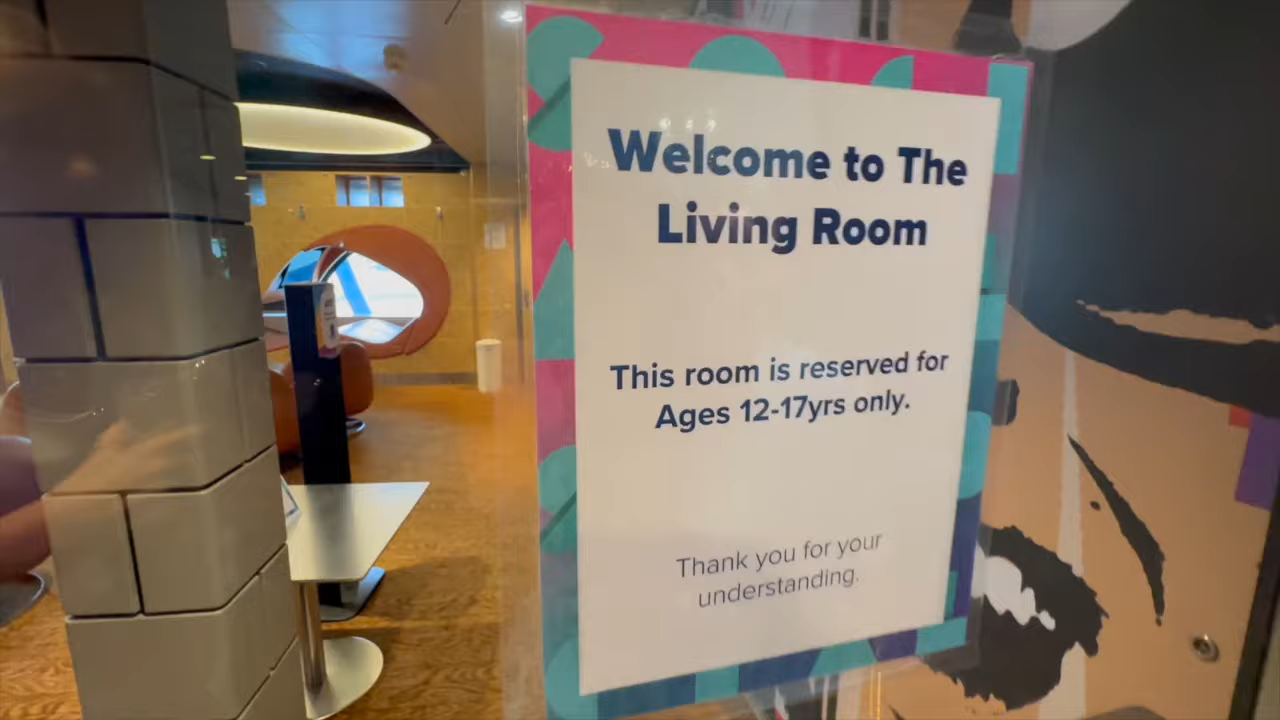 Welcome to The
Living Room
This room is reserved for
Ages 12-17yrs only.
Thank you for your
understanding.